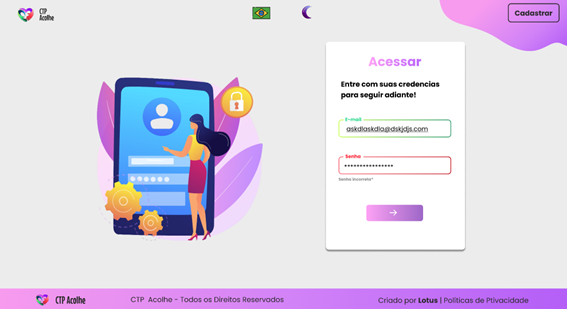 CTP
Acolhe
Cadastrar
Acessar
Entre com suas credencias
para seguir adiante!
E-mail
askdlaskdla@dskjdjs.com
Senha
****************
Senha Incorreta*
CTP Acolhe
CTP Acolhe - Todos os Direitos Reservados
Criado por Lotus | Políticas de Ptivacidade